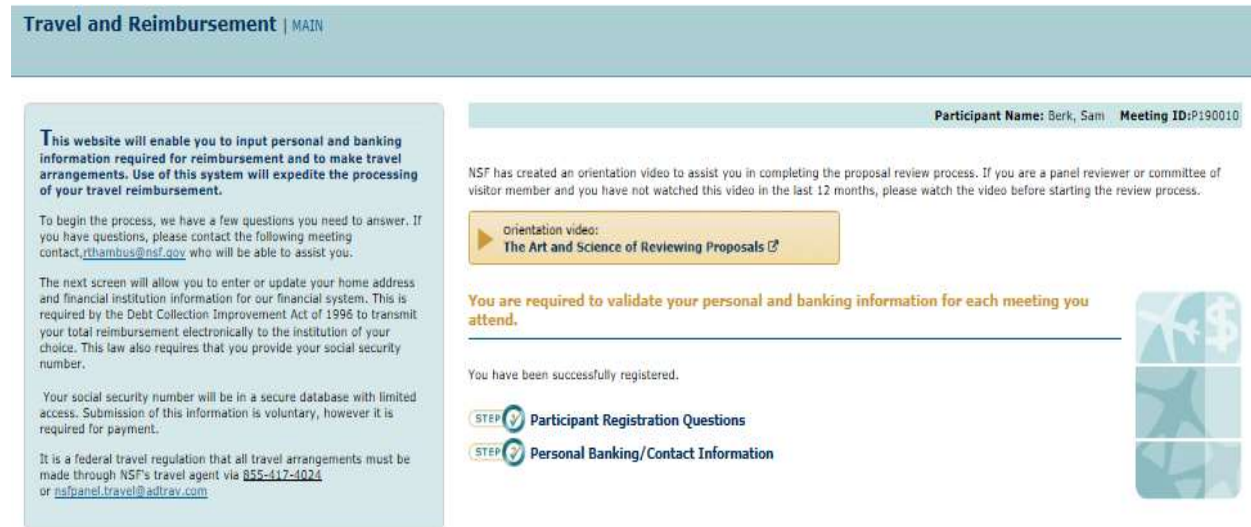 Travel and Reimbursement | MAIN
This website will enable you to input personal and banking
information required for reimbursement and to make travel
arrangements. Use of this system will expedite the processing
of your travel reimbursement.
To begin the process, we have a few questions you need to answer. If
you have questions, please contact the following meeting
contact,rthambus@nsf.gov who will be able to assist you.
The next screen will allow you to enter or update your home address
and financial institution information for our financial system. This is
required by the Debt Collection Improvement Act of 1996 to transmit
your total reimbursement electronically to the institution of your
choice. This law also requires that you provide your social security
number.
Your social security number will be in a secure database with limited
access. Submission of this information is voluntary, however it is
required for payment.
It is a federal travel regulation that all travel arrangements must be
made through NSF's travel agent via 855-417-4024
or nsfpanel.travel@adtrav.com
Participant Name: Berk, Sam Meeting ID:P190010
NSF has created an orientation video to assist you in completing the proposal review process. If you are a panel reviewer or committee of
visitor member and you have not watched this video in the last 12 months, please watch the video before starting the review process.
orientation video:
The Art and Science of Reviewing Proposals
You are required to validate your personal and banking information for each meeting you
attend.
You have been successfully registered.
STEP Participant Registration Questions
STEP Personal Banking/Contact Information
$